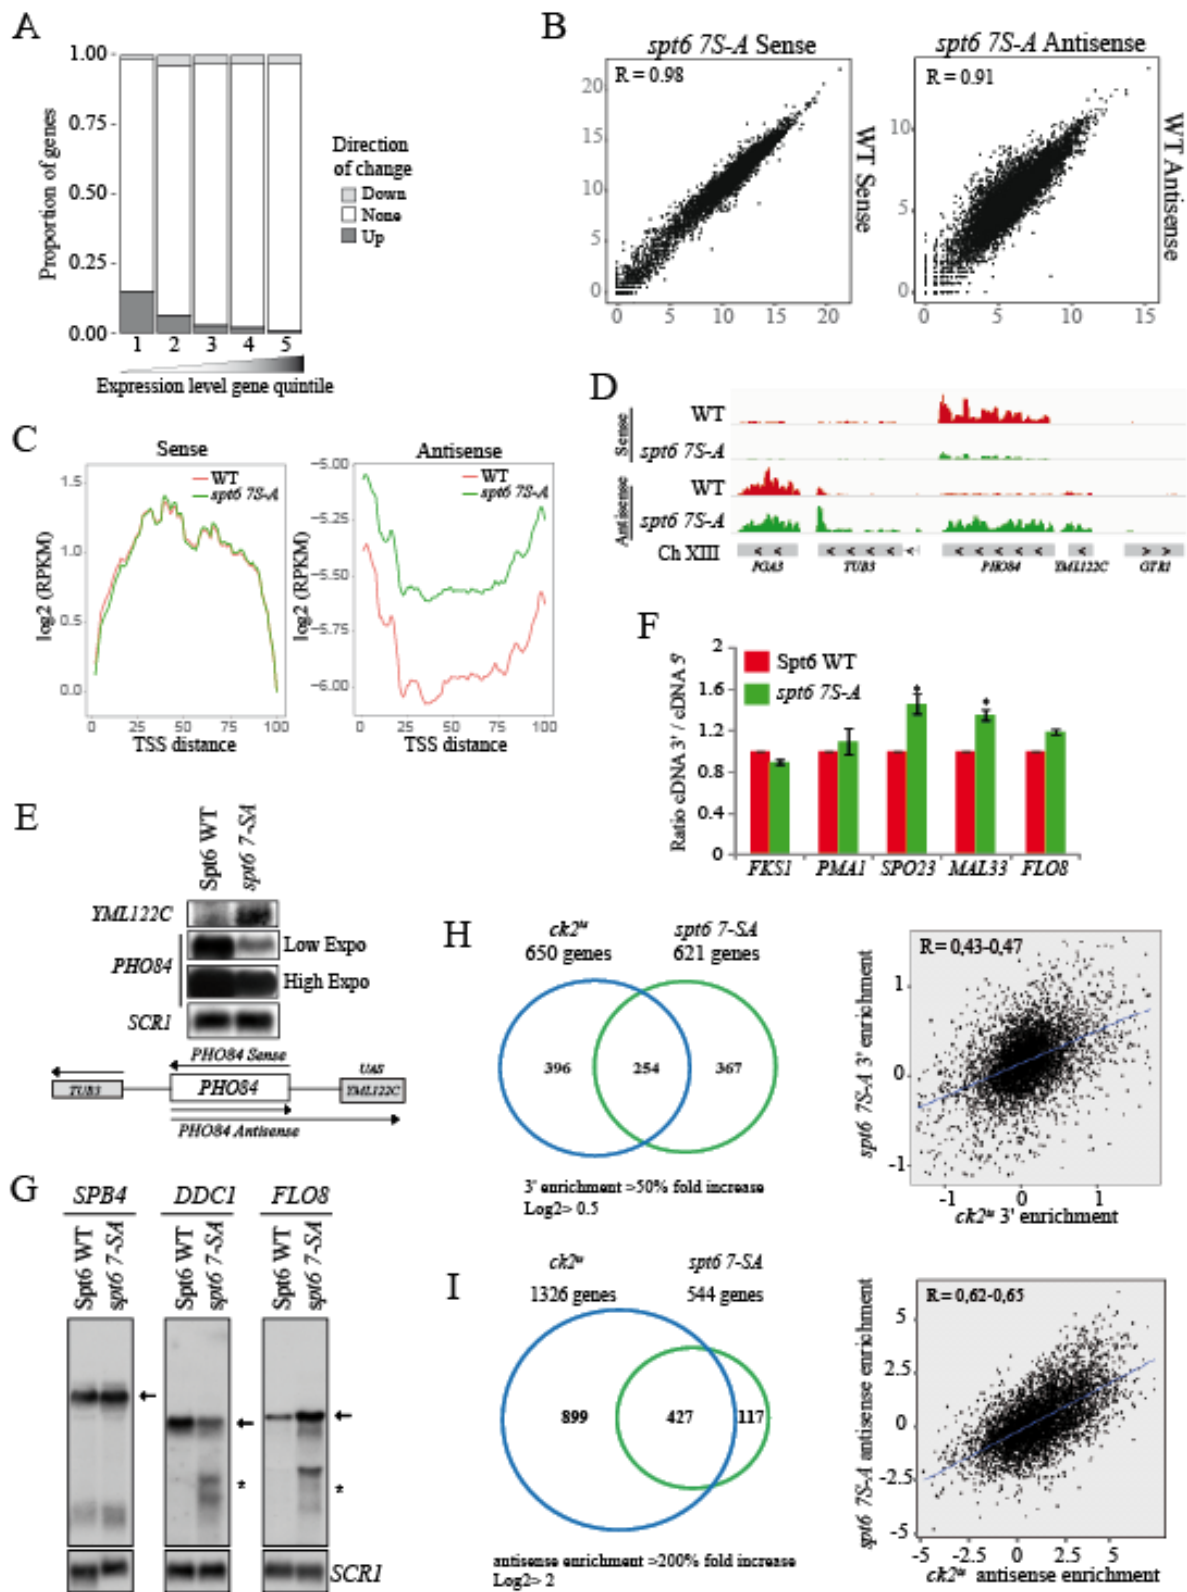 A
1.00
0.75
0.50
0.25
0.00
Proportion of genes
1 2 3 4 5
Expression level gene quintile
Direction
of change
Down
None
Up
B
spt6 7S-A Sense
R = 0.98
20
15
10
5
0
0 5 10 15 20
WT Sense
spt6 7S-A Antisense
R = 0.91
10
5
0
0 5 10 15
WT Antisense
C
Sense
WT
spt6 7S-A
1.5
1.0
0.5
0.0
log2 (RPKM)
0 25 50 75 100
TSS distance
Antisense
WT
spt6 7S-A
-5.00
-5.25
-5.50
-5.75
-6.00
log2 (RPKM)
0 25 50 75 100
TSS distance
D
Sense
WT
spt6 7S-A
Antisense
WT
spt6 7S-A
Ch XIII
PGA3 TUB3 PHO84 YML122C GTR1
E
Spt6 WT
spt6 7-SA
YML122C
PHO84
Low Expo
High Expo
SCR1
PHO84 Sense
UAS
TUB3
PHO84
YML122C
PHO84 Antisense
F
2
1.6
1.2
0.8
0.4
0
Ratio cDNA 3' / cDNA 5'
Spt6 WT
spt6 7S-A
* *
FKS1 PMA1 SPO23 MAL33 FLO8
G
SPB4 DDC1 FLO8
Spt6 WT
spt6 7-SA
Spt6 WT
spt6 7-SA
Spt6 WT
spt6 7-SA
*
*
SCR1
H
ck2ts
650 genes
spt6 7-SA
621 genes
396 254 367
3' enrichment >50% fold increase
Log2> 0.5
R = 0,43-0,47
1
0
-1
spt6 7S-A 3' enrichment
-1 0 1
ck2ts 3' enrichment
I
ck2ts
1326 genes
spt6 7-SA
544 genes
899 427 117
antisense enrichment >200% fold increase
Log2> 2
R = 0,62-0,65
5
2.5
0
-2.5
-5
spt6 7S-A antisense enrichment
-5 -2.5 0 2.5 5
ck2ts antisense enrichment